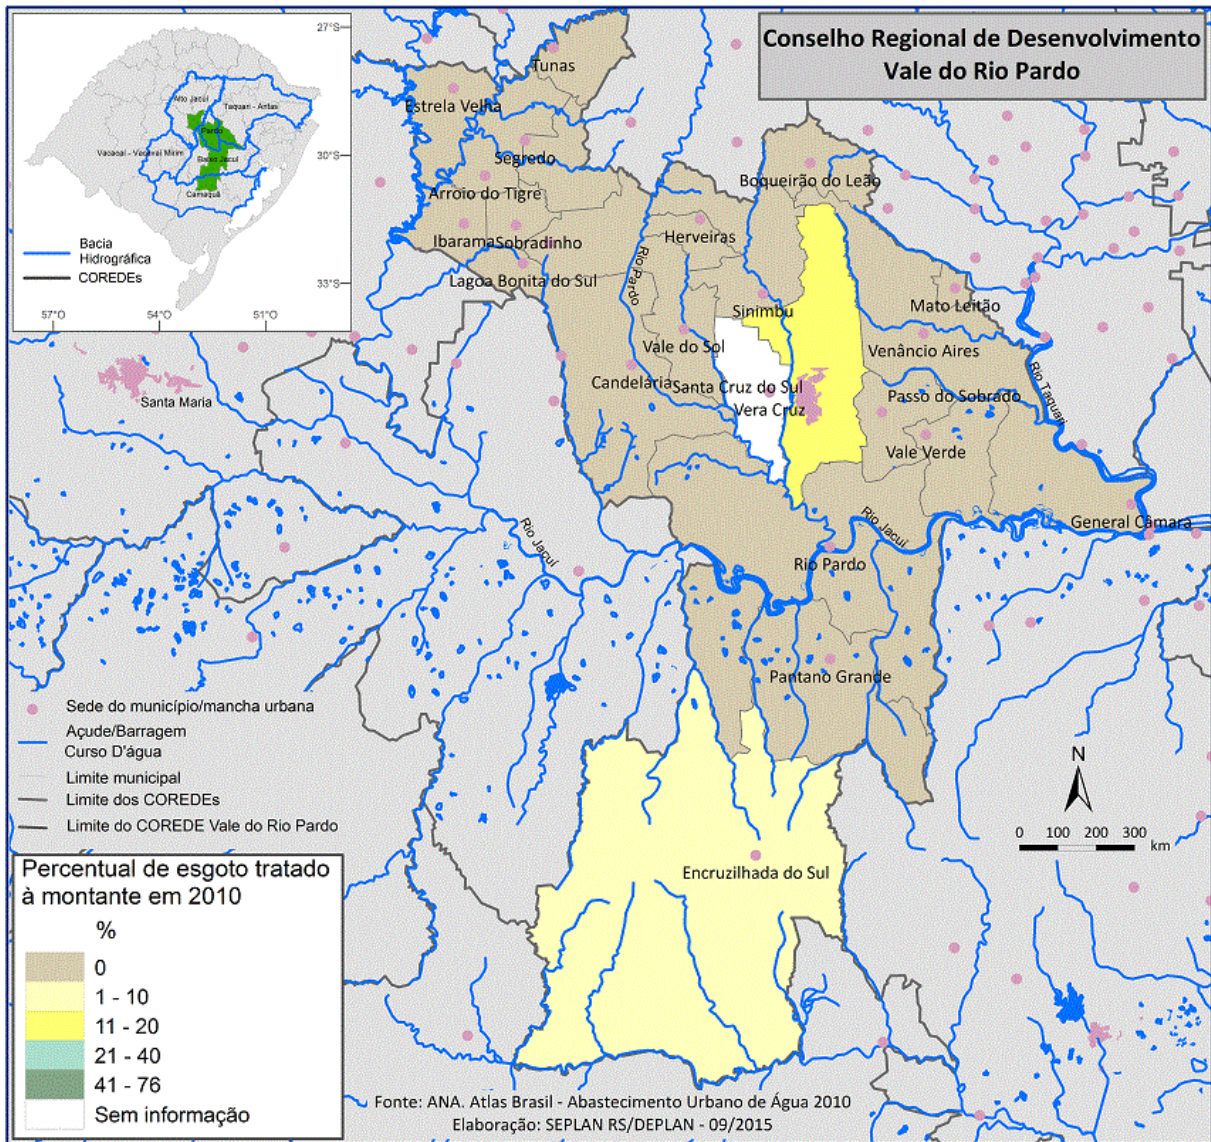 Conselho Regional de Desenvolvimento
Vale do Rio Pardo
27°S
30°S
33°S
57°O
54°O
51°O
Alto Jacuí
Taquari - Antas
Pardo
Vacacaí - Vacacaí Mirim
Baixo Jacuí
Camaquã
Bacia
Hidrográfica
COREDEs
Tunas
Estrela Velha
Segredo
Arroio do Tigre
Ibarama
Sobradinho
Lagoa Bonita do Sul
Boqueirão do Leão
Herveiras
Rio Pardo
Sinimbu
Mato Leitão
Vale do Sol
Venâncio Aires
Candelária
Santa Cruz do Sul
Passo do Sobrado
Rio Taquari
Vera Cruz
Santa Maria
Vale Verde
General Câmara
Rio Jacuí
Rio Jacuí
Rio Pardo
Pantano Grande
Encruzilhada do Sul
Sede do município/mancha urbana
Açude/Barragem
Curso D'água
Limite municipal
Limite dos COREDEs
Limite do COREDE Vale do Rio Pardo
N
0 100 200 300
km
Percentual de esgoto tratado
à montante em 2010
%
0
1 - 10
11 - 20
21 - 40
41 - 76
Sem informação
Fonte: ANA. Atlas Brasil - Abastecimento Urbano de Água 2010
Elaboração: SEPLAN RS/DEPLAN - 09/2015